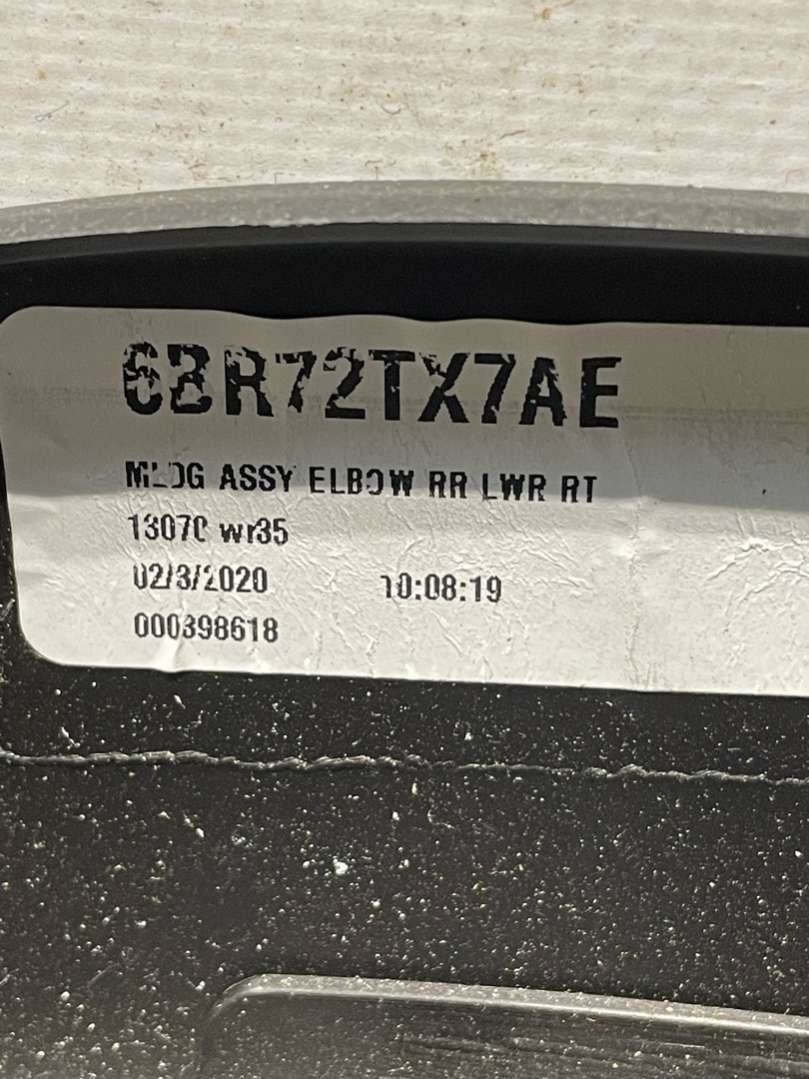 6BR72TX7AE
MLDG ASSY ELBOW RR LWR RT
13070 wr35
02/3/2020 10:08:19
000398618